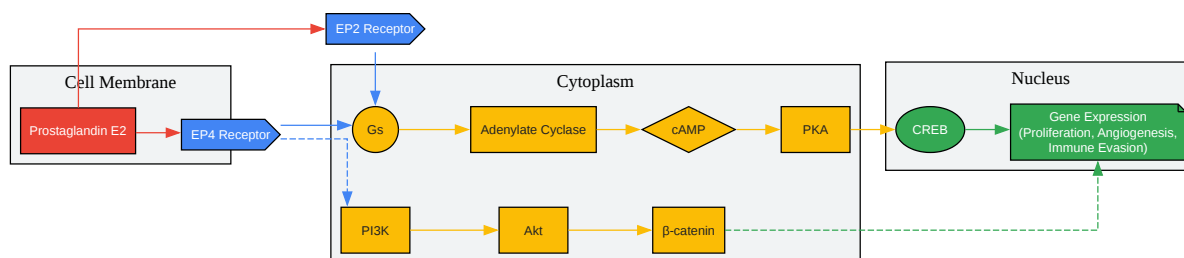 EP2 Receptor
Cell Membrane
Cytoplasm
Nucleus
Prostaglandin E2
EP4 Receptor
Gs
Adenylate Cyclase
cAMP
PKA
CREB
Gene Expression
(Proliferation, Angiogenesis,
Immune Evasion)
PI3K
Akt
β-catenin